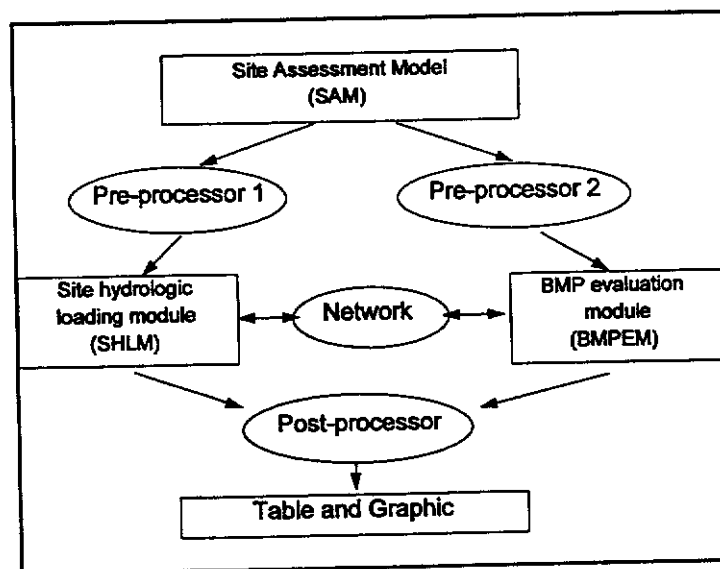 Site Assessment Model
(SAM)
Pre-processor 1
Pre-processor 2
Site hydrologic
loading module
(SHLM)
Network
BMP evaluation
module
(BMPEM)
Post-processor
Table and Graphic